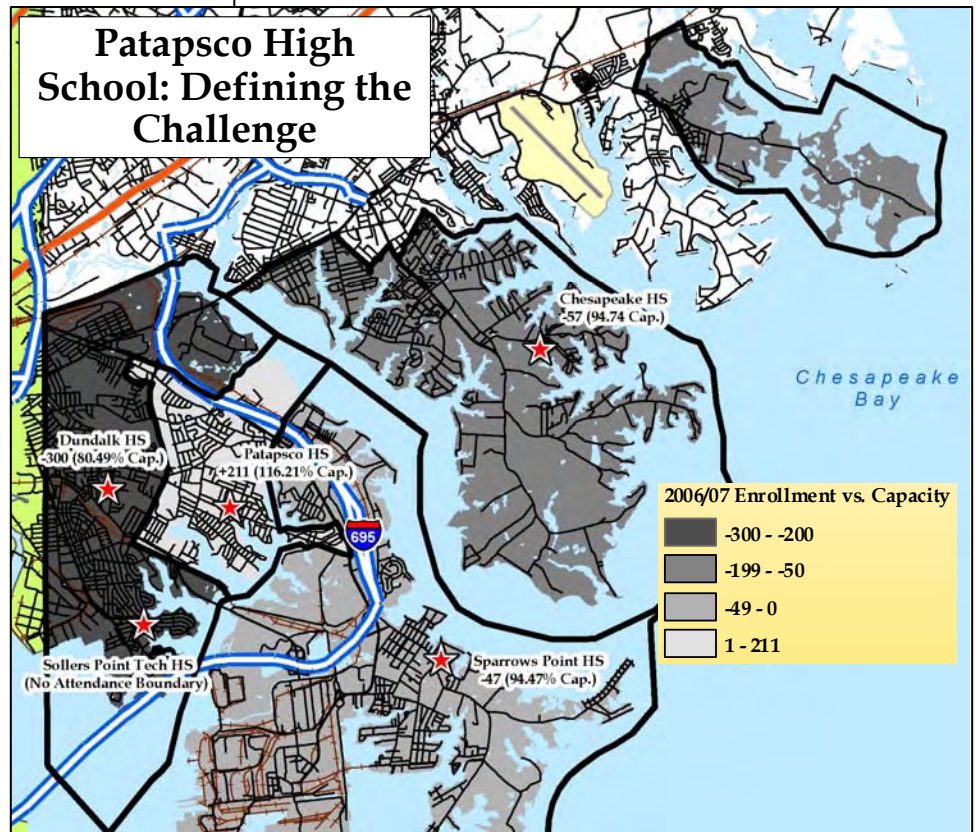 Patapsco High
School: Defining the
Challenge
Chesapeake HS
-57 (94.74 Cap.)
Chesapeake
Bay
Dundalk HS
-300 (80.49% Cap.)
Patapsco HS
+211 (116.21% Cap.)
2006/07 Enrollment vs. Capacity
-300 - -200
-199 - -50
-49 - 0
1 - 211
695
Sollers Point Tech HS
(No Attendance Boundary)
Sparrows Point HS
-47 (94.47% Cap.)